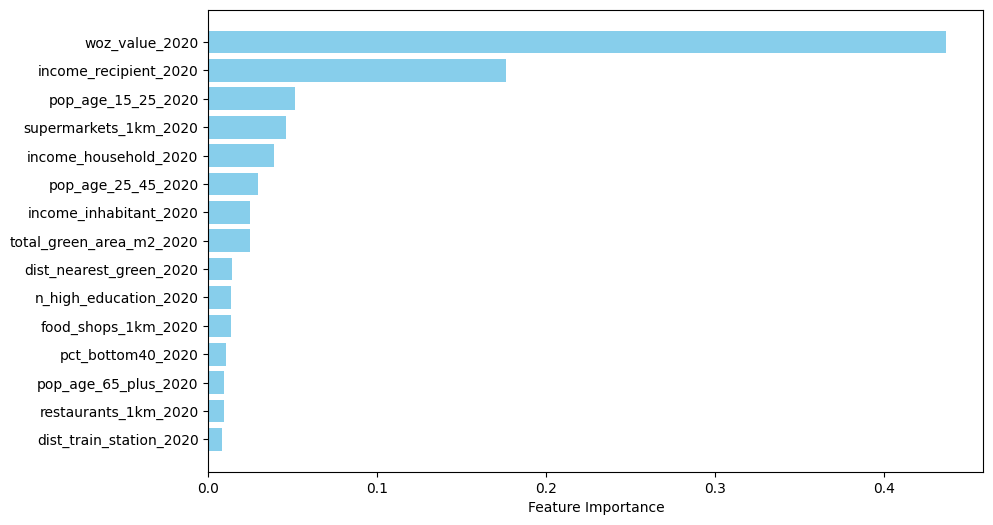 woz_value_2020
income_recipient_2020
pop_age_15_25_2020
supermarkets_1km_2020
income_household_2020
pop_age_25_45_2020
income_inhabitant_2020
total_green_area_m2_2020
dist_nearest_green_2020
n_high_education_2020
food_shops_1km_2020
pct_bottom40_2020
pop_age_65_plus_2020
restaurants_1km_2020
dist_train_station_2020
0.0 0.1 0.2 0.3 0.4
Feature Importance